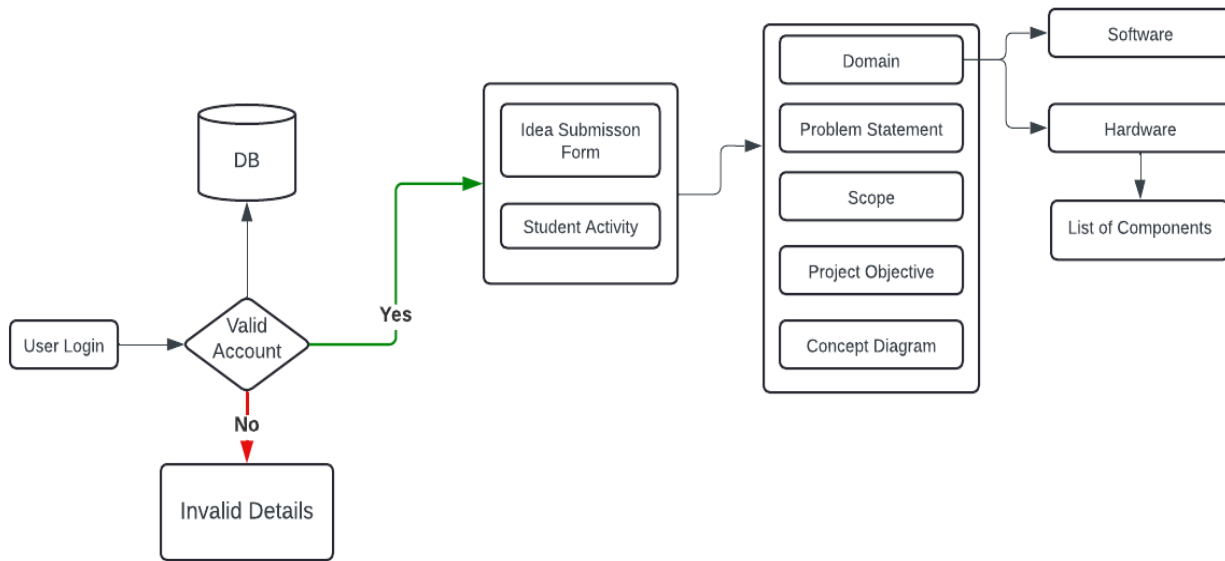 User Login
Valid
Account
DB
Yes
No
Invalid Details
Idea Submisson
Form
Student Activity
Domain
Problem Statement
Scope
Project Objective
Concept Diagram
Software
Hardware
List of Components